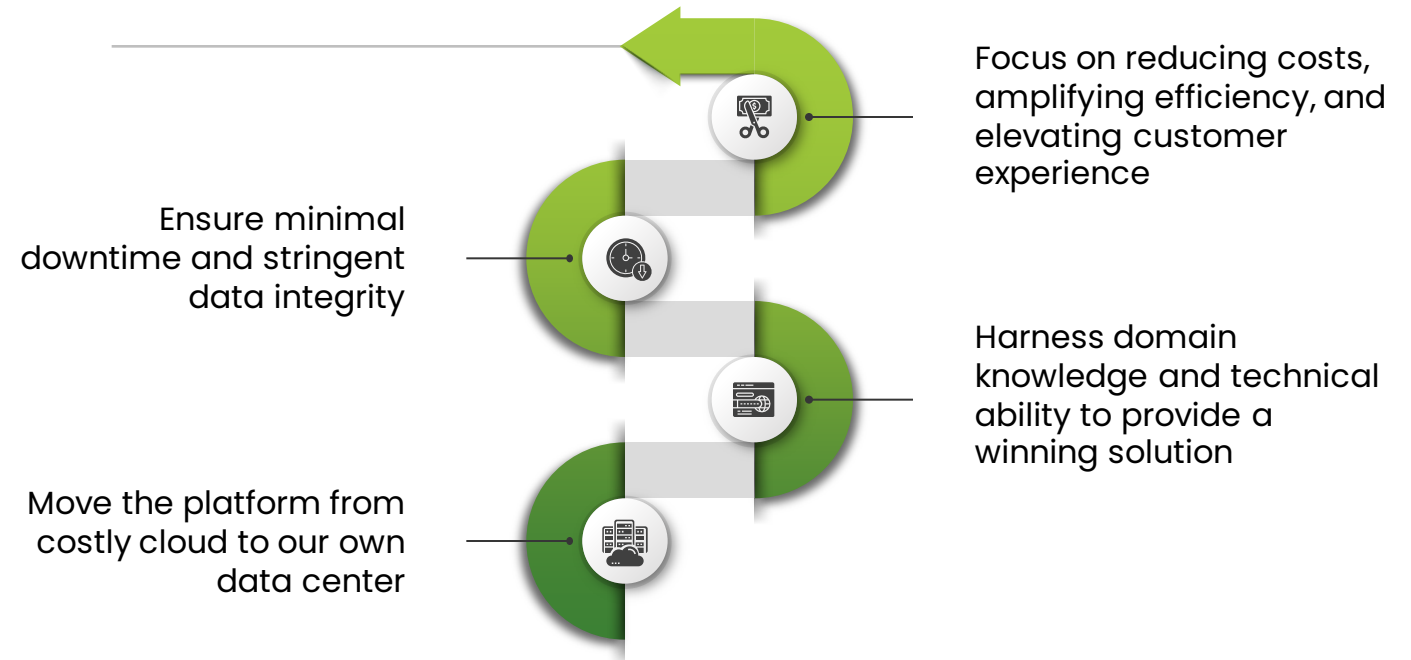 Focus on reducing costs,
amplifying efficiency, and
elevating customer
experience
Ensure minimal
downtime and stringent
data integrity
Harness domain
knowledge and technical
ability to provide a
winning solution
Move the platform from
costly cloud to our own
data center